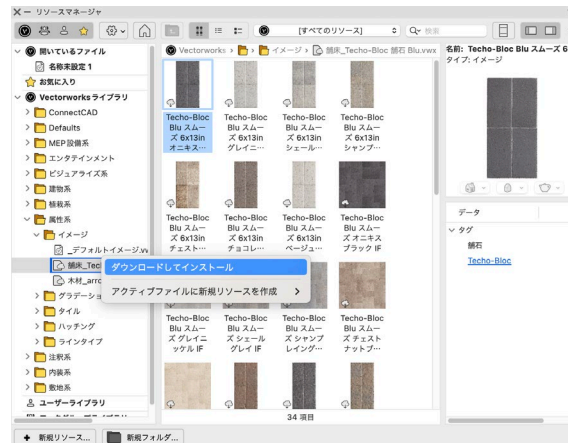 リソースマネージャ
[すべてのリソース]
検索
開いているファイル
名称未設定 1
お気に入り
Vectorworksライブラリ
ConnectCAD
Defaults
MEP設備系
エンタテインメント
ビジュアライズ系
建物系
植栽系
属性系
イメージ
_デフォルトイメージ.vw
舗床_Tec
木材_arro
グラデーショ
タイル
ハッチング
ラインタイプ
注釈系
内装系
敷地系
ユーザーライブラリ
Vectorworks › › イメージ › 舗床_Techo-Bloc 舗石 Blu.vwx
Techo-Bloc
Blu スムー
ズ 6x13in
オニキス…
Techo-Bloc
Blu スムー
ズ 6x13in
グレイニ…
Techo-Bloc
Blu スムー
ズ 6x13in
シェール…
Techo-Bloc
Blu スムー
ズ 6x13in
シャンプ…
Techo-Bloc
Blu スムー
ズ 6x13in
チェスト…
Techo-Bloc
Blu スムー
ズ 6x13in
チョコレ…
Techo-Bloc
Blu スムー
ズ 6x13in
ベージュ…
Techo-Bloc
Blu スムー
ズ オニキス
ブラック IF
ダウンロードしてインストール
アクティブファイルに新規リソースを作成
Techo-Bloc
Blu スムー
ズ グレイニ
ッケル IF
Techo-Bloc
Blu スムー
ズ シェール
グレイ IF
Techo-Bloc
Blu スムー
ズ シャンプ
レイング…
Techo-Bloc
Blu スムー
ズ チェスト
ナットブ…
34 項目
名前: Techo-Bloc Blu スムーズ 6
タイプ: イメージ
データ
タグ
舗石
Techo-Bloc
新規リソース...
新規フォルダ...